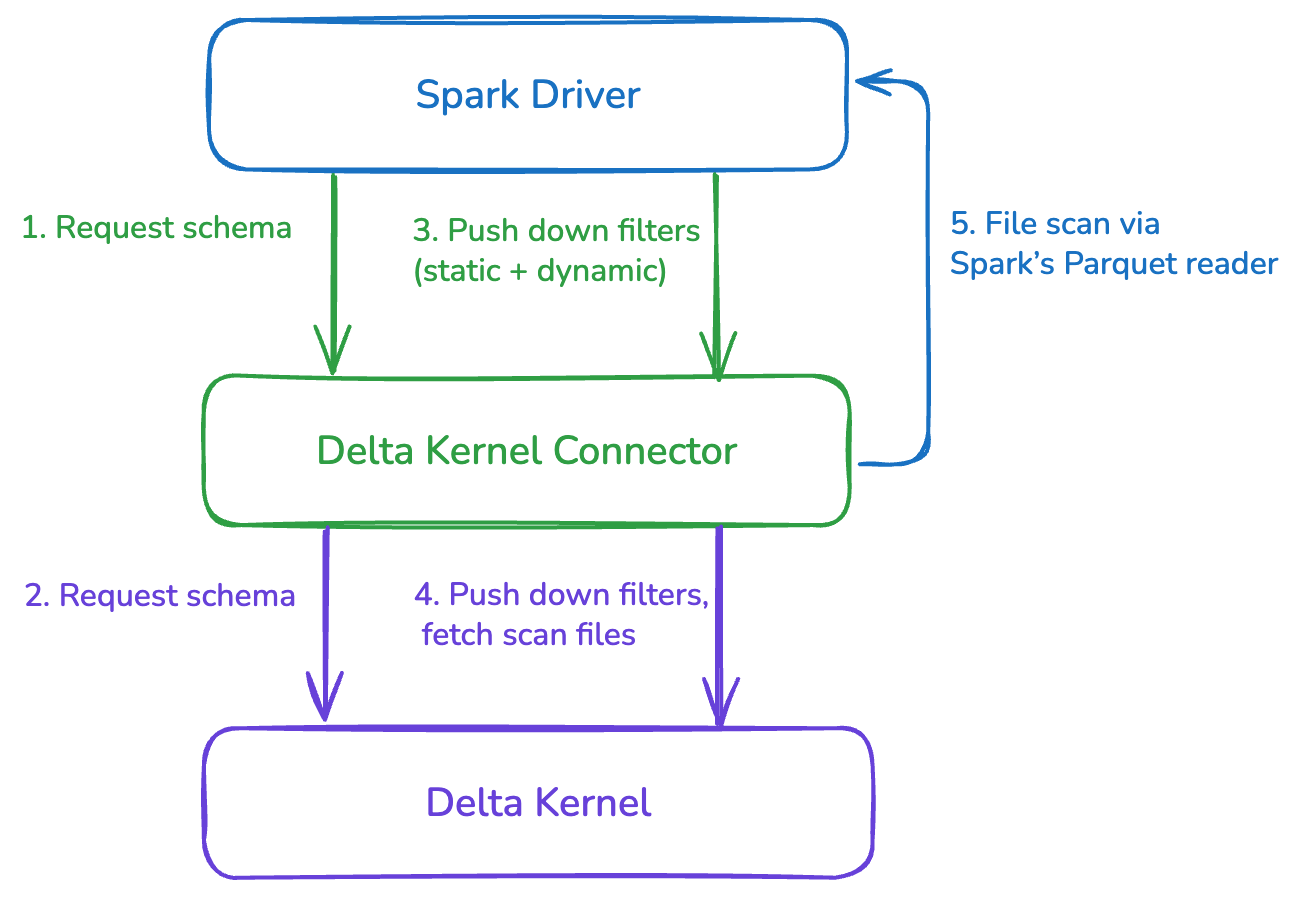 Spark Driver
1. Request schema
3. Push down filters
(static + dynamic)
5. File scan via
Spark’s Parquet reader
Delta Kernel Connector
2. Request schema
4. Push down filters,
fetch scan files
Delta Kernel